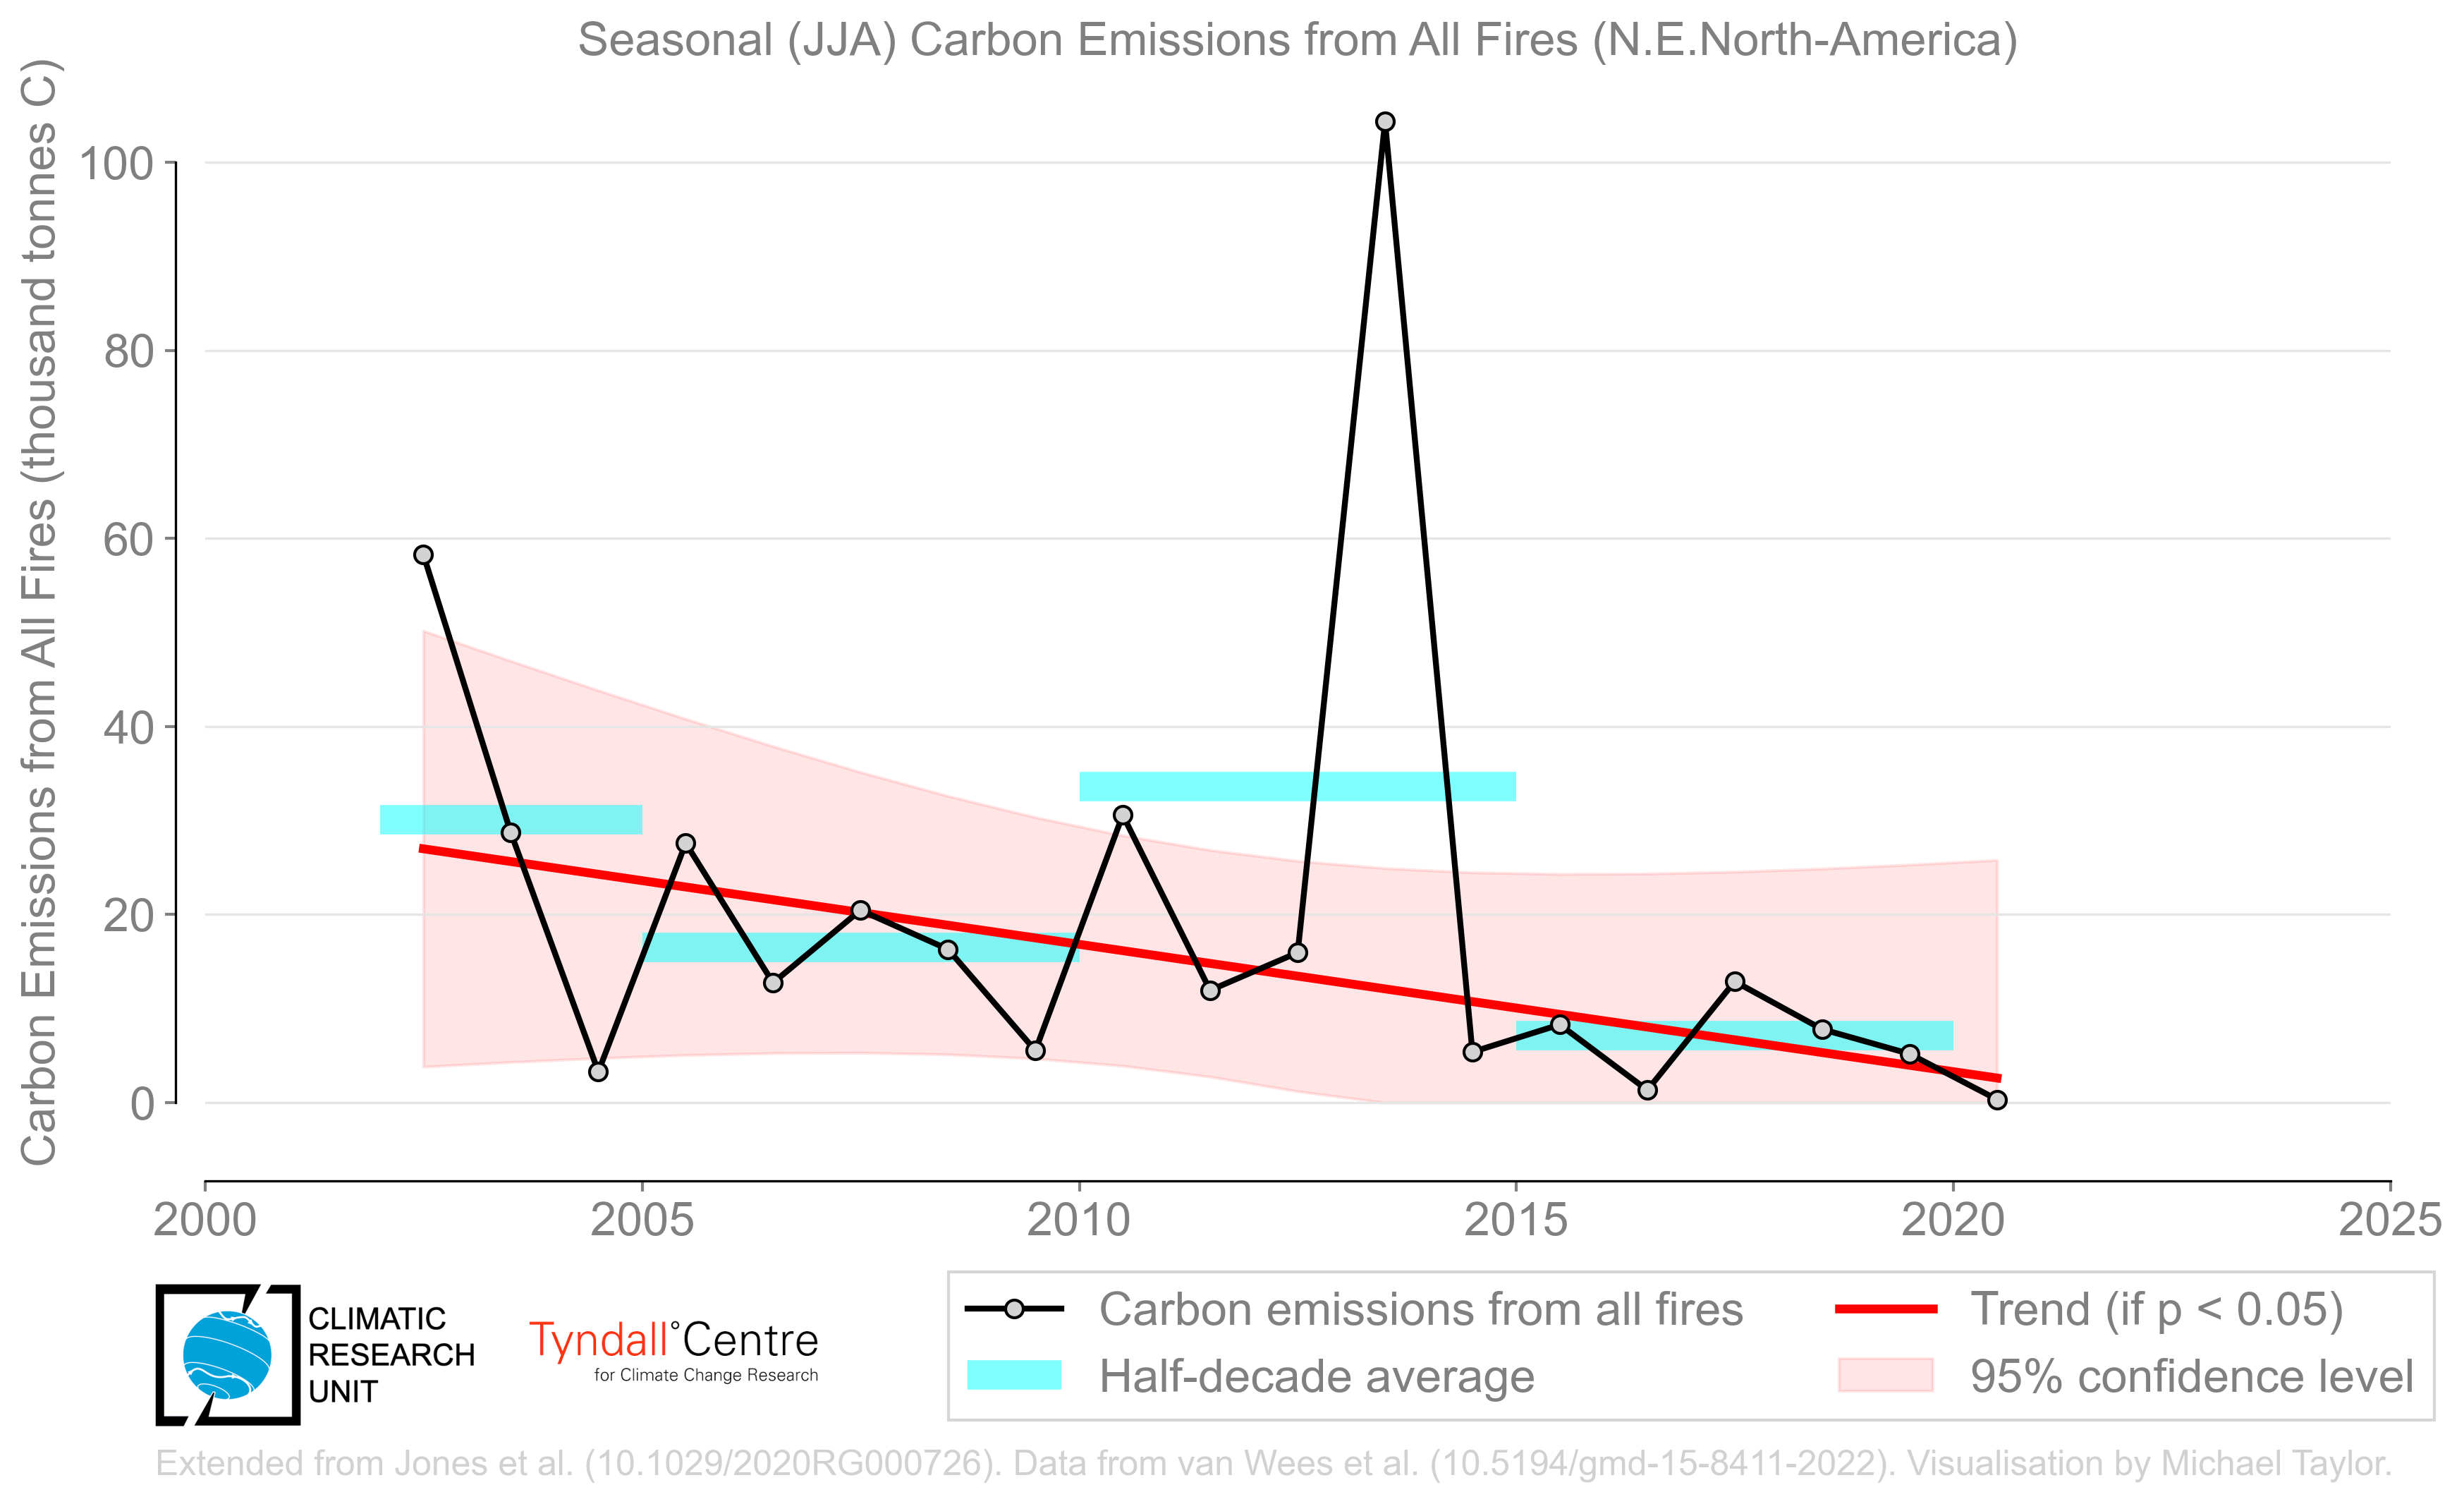 Seasonal (JJA) Carbon Emissions from All Fires (N.E.North-America)
Carbon Emissions from All Fires (thousand tonnes C)
100
80
60
40
20
0
2000
2005
2010
2015
2020
2025
CLIMATIC
RESEARCH
UNIT
Tyndall°Centre
for Climate Change Research
Carbon emissions from all fires
Half-decade average
Trend (if p < 0.05)
95% confidence level
Extended from Jones et al. (10.1029/2020RG000726). Data from van Wees et al. (10.5194/gmd-15-8411-2022). Visualisation by Michael Taylor.